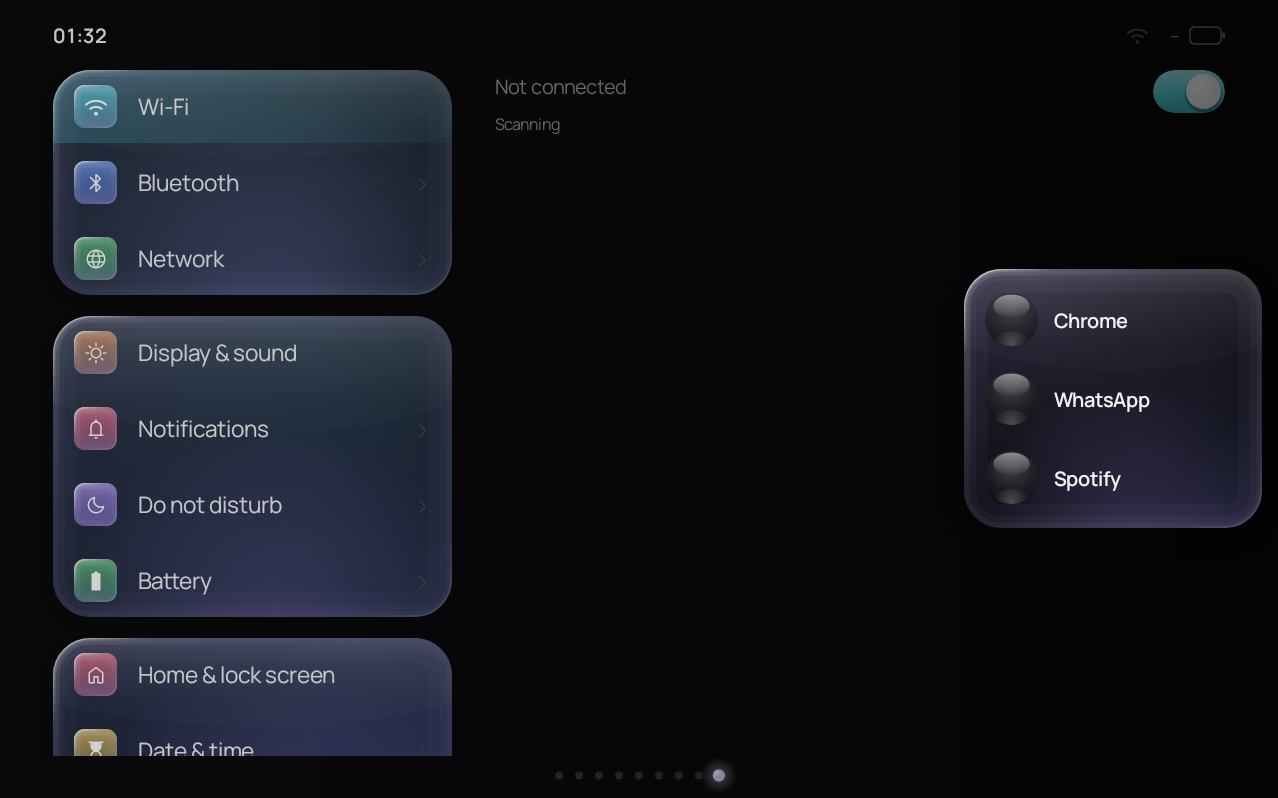 01:32
Wi-Fi
Bluetooth
Network
Display & sound
Notifications
Do not disturb
Battery
Home & lock screen
Date & time
Not connected
Scanning
Chrome
WhatsApp
Spotify